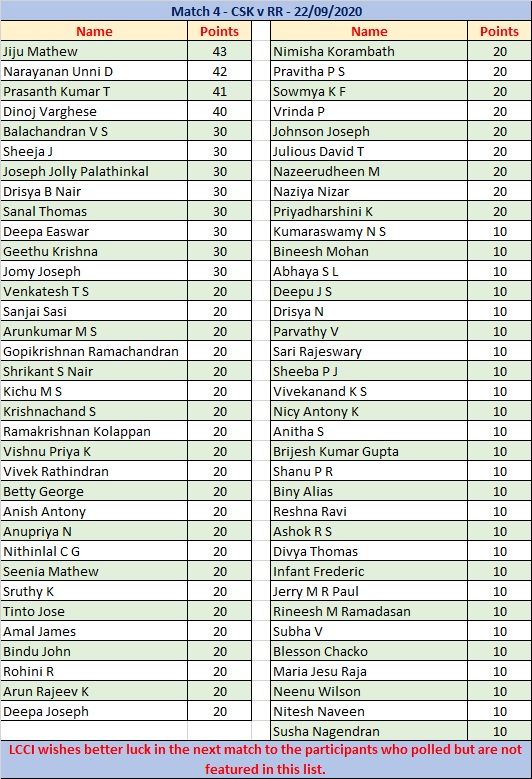 Match 4 - CSK v RR - 22/09/2020
Name Points Name Points
Jiju Mathew 43 Nimisha Korambath 20
Narayanan Unni D 42 Pravitha P S 20
Prasanth Kumar T 41 Sowmya K F 20
Dinoj Varghese 40 Vrinda P 20
Balachandran V S 30 Johnson Joseph 20
Sheeja J 30 Julious David T 20
Joseph Jolly Palathinkal 30 Nazeerudheen M 20
Drisya B Nair 30 Naziya Nizar 20
Sanal Thomas 30 Priyadharshini K 20
Deepa Easwar 30 Kumaraswamy N S 10
Geethu Krishna 30 Bineesh Mohan 10
Jomy Joseph 30 Abhaya S L 10
Venkatesh T S 20 Deepu J S 10
Sanjai Sasi 20 Drisya N 10
Arunkumar M S 20 Parvathy V 10
Gopikrishnan Ramachandran 20 Sari Rajeswary 10
Shrikant S Nair 20 Sheeba P J 10
Kichu M S 20 Vivekanand K S 10
Krishnachand S 20 Nicy Antony K 10
Ramakrishnan Kolappan 20 Anitha S 10
Vishnu Priya K 20 Brijesh Kumar Gupta 10
Vivek Rathindran 20 Shanu P R 10
Betty George 20 Biny Alias 10
Anish Antony 20 Reshna Ravi 10
Anupriya N 20 Ashok R S 10
Nithinlal C G 20 Divya Thomas 10
Seenia Mathew 20 Infant Frederic 10
Sruthy K 20 Jerry M R Paul 10
Tinto Jose 20 Rineesh M Ramadasan 10
Amal James 20 Subha V 10
Bindu John 20 Blesson Chacko 10
Rohini R 20 Maria Jesu Raja 10
Arun Rajeev K 20 Neenu Wilson 10
Deepa Joseph 20 Nitesh Naveen 10
Susha Nagendran 10
LCCI wishes better luck in the next match to the participants who polled but are not
featured in this list.